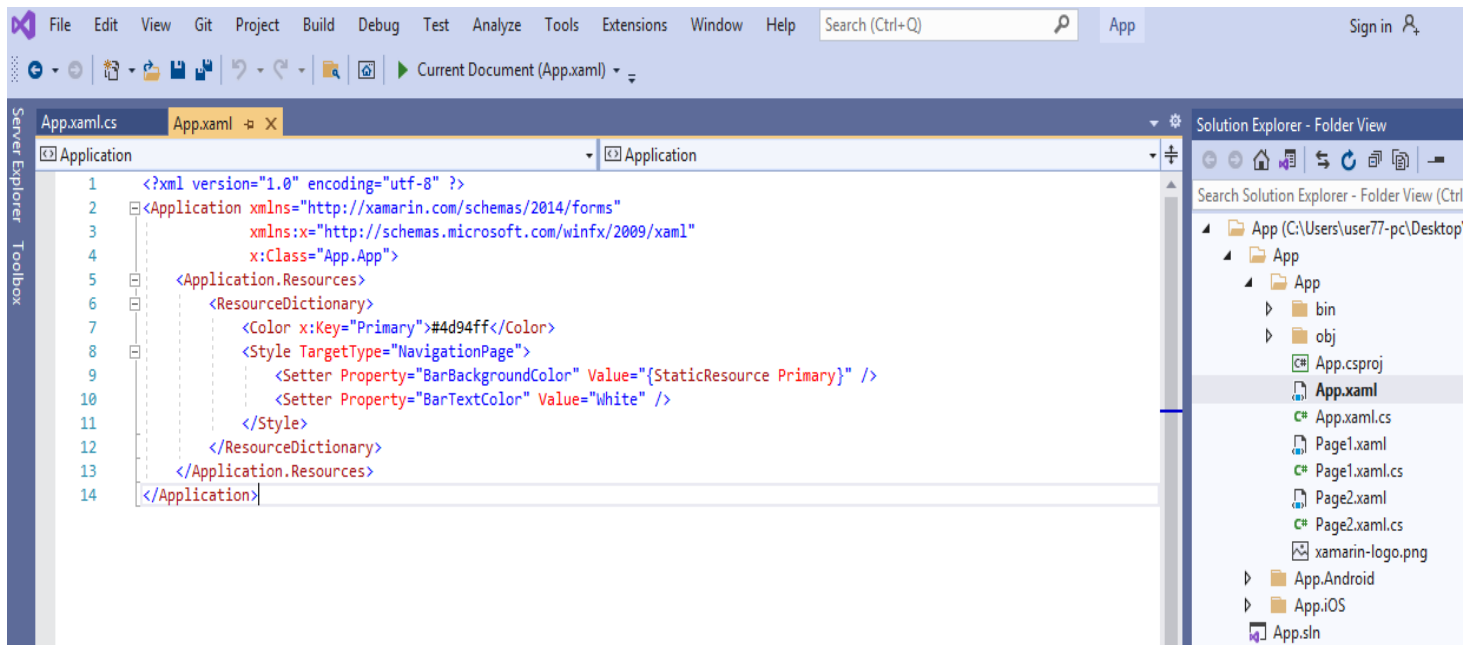 File Edit View Git Project Build Debug Test Analyze Tools Extensions Window Help Search (Ctrl+Q) App Sign in
Current Document (App.xaml)
Server Explorer
Toolbox
App.xaml.cs App.xaml
Application Application
1 <?xml version="1.0" encoding="utf-8" ?>
2 <Application xmlns="http://xamarin.com/schemas/2014/forms"
3 xmlns:x="http://schemas.microsoft.com/winfx/2009/xaml"
4 x:Class="App.App">
5 <Application.Resources>
6 <ResourceDictionary>
7 <Color x:Key="Primary">#4d94ff</Color>
8 <Style TargetType="NavigationPage">
9 <Setter Property="BarBackgroundColor" Value="{StaticResource Primary}" />
10 <Setter Property="BarTextColor" Value="White" />
11 </Style>
12 </ResourceDictionary>
13 </Application.Resources>
14 </Application>
Solution Explorer - Folder View
Search Solution Explorer - Folder View (Ctrl
App (C:\Users\user77-pc\Desktop\
App
App
bin
obj
C# App.csproj
App.xaml
C# App.xaml.cs
Page1.xaml
C# Page1.xaml.cs
Page2.xaml
C# Page2.xaml.cs
xamarin-logo.png
App.Android
App.iOS
App.sln